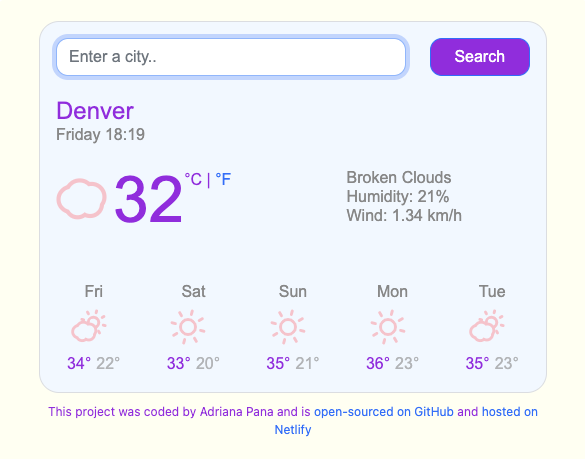 Enter a city..
Search
Denver
Friday 18:19
32 °C | °F
Broken Clouds
Humidity: 21%
Wind: 1.34 km/h
Fri Sat Sun Mon Tue
34° 22° 33° 20° 35° 21° 36° 23° 35° 23°
This project was coded by Adriana Pana and is open-sourced on GitHub and hosted on
Netlify